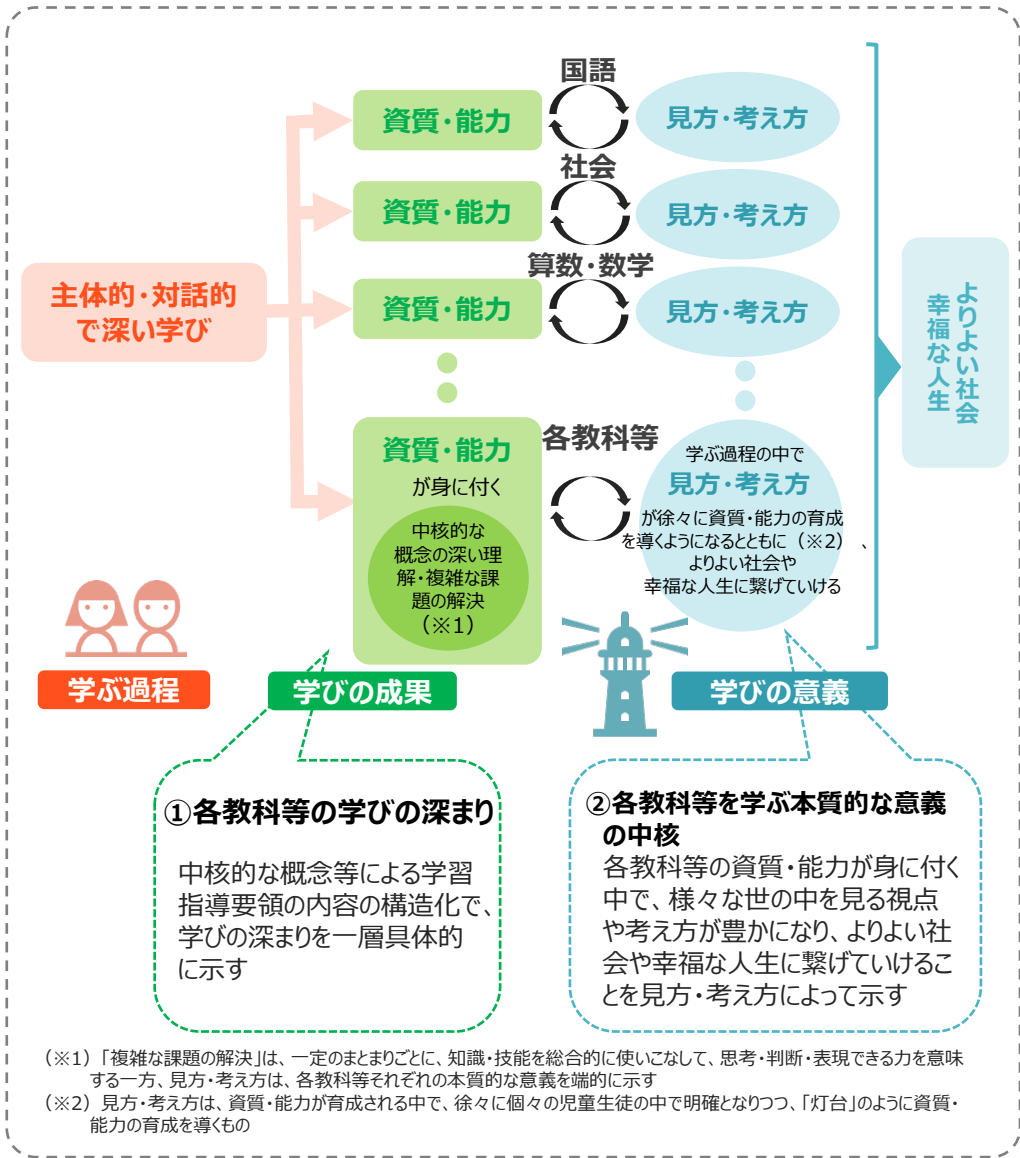 国語
資質・能力
見方・考え方
社会
資質・能力
見方・考え方
算数・数学
資質・能力
見方・考え方
主体的・対話的
で深い学び
よりよい社会
幸福な人生
各教科等
資質・能力
が身に付く
中核的な
概念の深い理
解・複雑な課
題の解決
（※1）
学ぶ過程の中で
見方・考え方
が徐々に資質・能力の育成
を導くようになるとともに（※2）、
よりよい社会や
幸福な人生に繋げていける
学ぶ過程
学びの成果
学びの意義
①各教科等の学びの深まり
中核的な概念等による学習
指導要領の内容の構造化で、
学びの深まりを一層具体的
に示す
②各教科等を学ぶ本質的な意義
の中核
各教科等の資質・能力が身に付く
中で、様々な世の中を見る視点
や考え方が豊かになり、よりよい社
会や幸福な人生に繋げていけるこ
とを見方・考え方によって示す
（※1）「複雑な課題の解決」は、一定のまとまりごとに、知識・技能を総合的に使いこなして、思考・判断・表現できる力を意味
する一方、見方・考え方は、各教科等それぞれの本質的な意義を端的に示す
（※2）見方・考え方は、資質・能力が育成される中で、徐々に個々の児童生徒の中で明確となりつつ、「灯台」のように資質・
能力の育成を導くもの